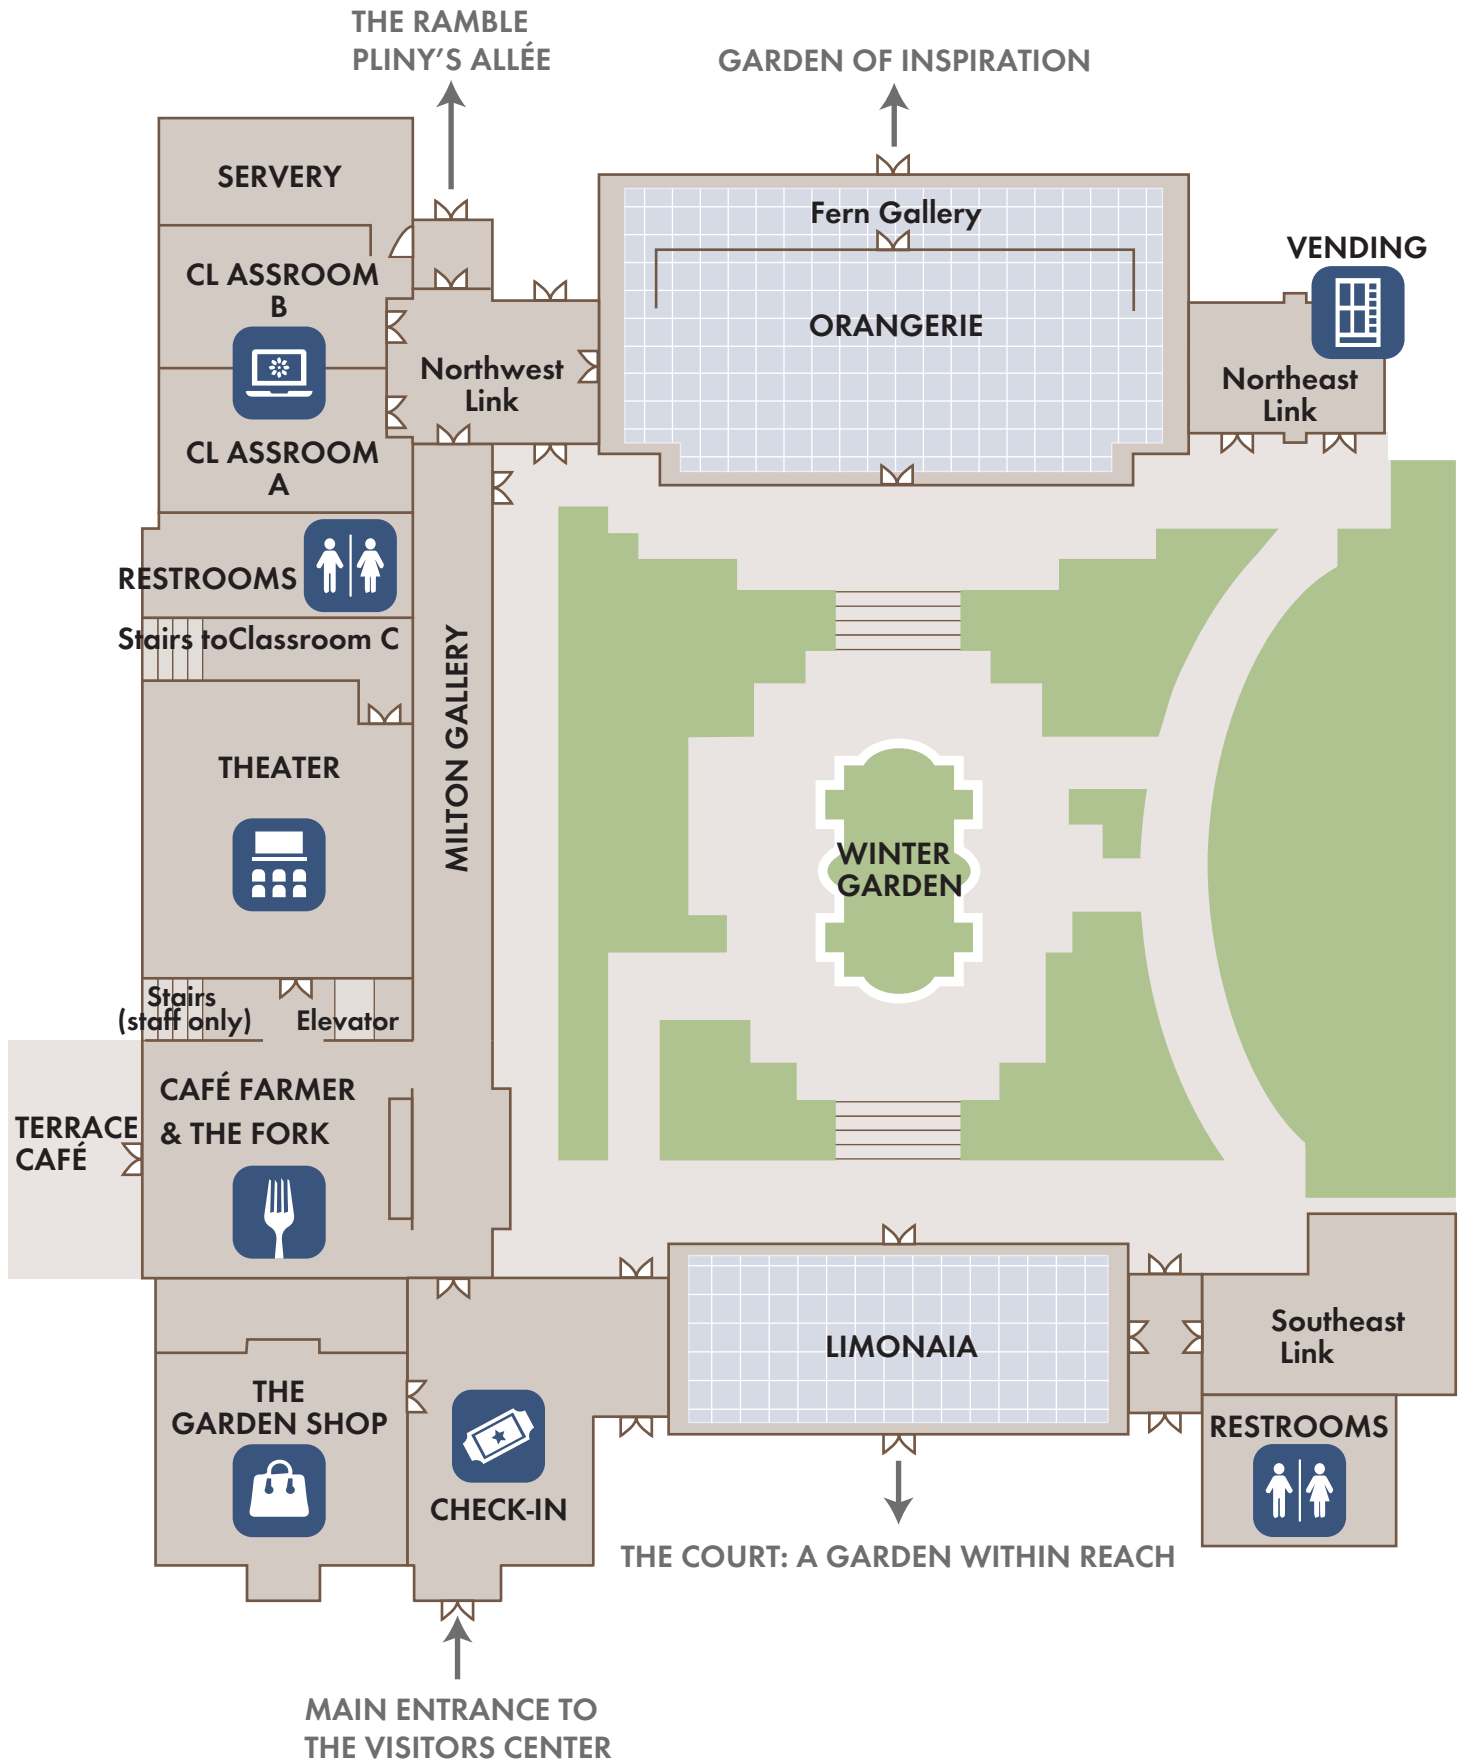 THE RAMBLE
PLINY'S ALLÉE
GARDEN OF INSPIRATION
SERVERY
Fern Gallery
VENDING
CL ASSROOM
B
ORANGERIE
Northwest
Link
Northeast
Link
CL ASSROOM
A
RESTROOMS
Stairs toClassroom C
MILTON GALLERY
THEATER
WINTER
GARDEN
Stairs
(staff only)
Elevator
CAFÉ FARMER
& THE FORK
TERRACE
CAFÉ
LIMONAIA
Southeast
Link
THE
GARDEN SHOP
RESTROOMS
CHECK-IN
THE COURT: A GARDEN WITHIN REACH
MAIN ENTRANCE TO
THE VISITORS CENTER